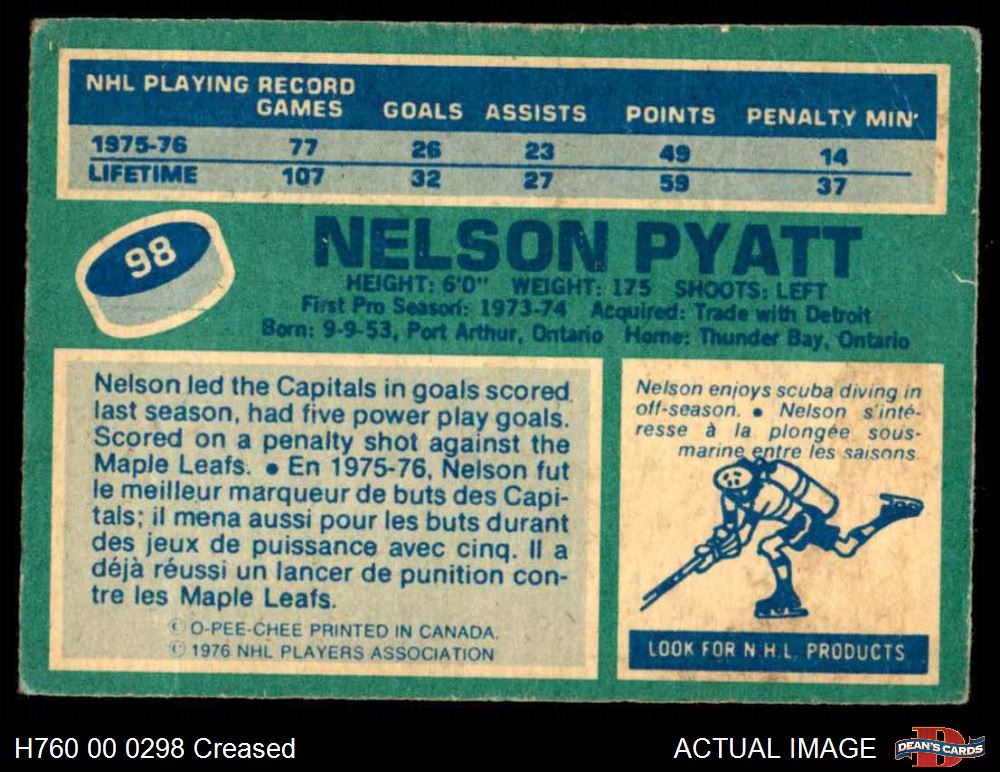 NHL PLAYING RECORD
GAMES GOALS ASSISTS POINTS PENALTY MIN'
1975-76 77 26 23 49 14
LIFETIME 107 32 27 59 37
98
NELSON PYATT
HEIGHT: 6'0" WEIGHT: 175 SHOOTS: LEFT
First Pro Season: 1973-74 Acquired: Trade with Detroit
Born: 9-9-53, Port Arthur, Ontario Home: Thunder Bay, Ontario
Nelson led the Capitals in goals scored
last season, had five power play goals.
Scored on a penalty shot against the
Maple Leafs. • En 1975-76, Nelson fut
le meilleur marqueur de buts des Capi-
tals; il mena aussi pour les buts durant
des jeux de puissance avec cinq. Il a
déjà réussi un lancer de punition con-
tre les Maple Leafs.
© O-PEE-CHEE PRINTED IN CANADA.
© 1976 NHL PLAYERS ASSOCIATION
Nelson enjoys scuba diving in
off-season. • Nelson s'inté-
resse à la plongée sous-
marine entre les saisons.
LOOK FOR N.H.L. PRODUCTS
H760 00 0298 Creased
ACTUAL IMAGE
DEAN'S CARDS